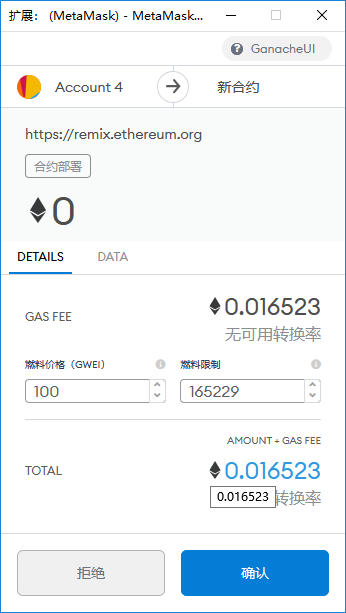 扩展： (MetaMask) - MetaMask...
? GanacheUI
Account 4
新合约
https://remix.ethereum.org
合约部署
0
DETAILS DATA
GAS FEE
0.016523
无可用转换率
燃料价格（GWEI） 燃料限制
100 165229
AMOUNT + GAS FEE
TOTAL
0.016523
0.016523 转换率
拒绝 确认